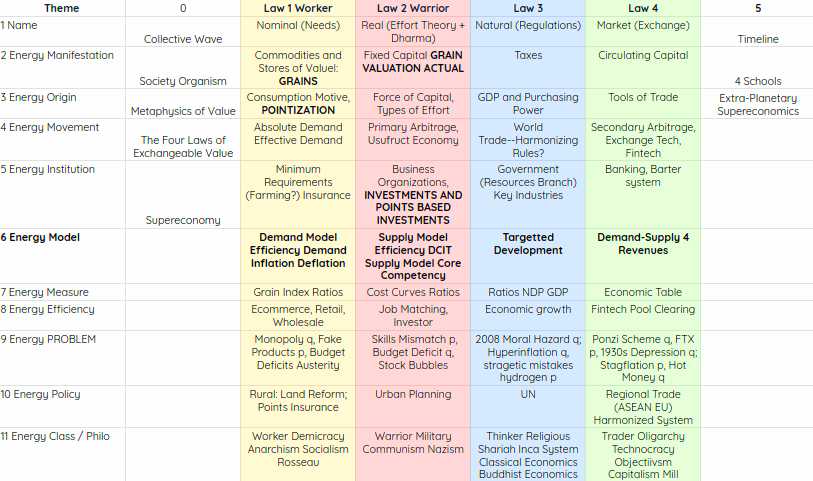 Theme 0 Law 1 Worker Law 2 Warrior Law 3 Law 4 5
1 Name Nominal (Needs) Real (Effort Theory + Natural (Regulations) Market (Exchange)
Collective Wave Dharma) Timeline
2 Energy Manifestation Commodities and Fixed Capital GRAIN Taxes Circulating Capital
Stores of Valuel: VALUATION ACTUAL
Society Organism GRAINS 4 Schools
3 Energy Origin Consumption Motive, Force of Capital, GDP and Purchasing Tools of Trade Extra-Planetary
Metaphysics of Value POINTIZATION Types of Effort Power Supereconomics
4 Energy Movement Absolute Demand Primary Arbitrage, World Secondary Arbitrage,
The Four Laws of Effective Demand Usufruct Economy Trade--Harmonizing Exchange Tech,
Exchangeable Value Rules? Fintech
5 Energy Institution Minimum Business Government Banking, Barter
Requirements Organizations, (Resources Branch) system
(Farming?) Insurance INVESTMENTS AND Key Industries
POINTS BASED
Supereconomy INVESTMENTS
6 Energy Model Demand Model Supply Model Targetted Demand-Supply 4
Efficiency Demand Efficiency DCIT Development Revenues
Inflation Deflation Supply Model Core
Competency
7 Energy Measure Grain Index Ratios Cost Curves Ratios Ratios NDP GDP Economic Table
8 Energy Efficiency Ecommerce, Retail, Job Matching, Economic growth Fintech Pool Clearing
Wholesale Investor
9 Energy PROBLEM Monopoly q, Fake Skills Mismatch p, 2008 Moral Hazard q; Ponzi Scheme q, FTX
Products p, Budget Budget Deficit q, Hyperinflation q, p, 1930s Depression q;
Deficits Austerity Stock Bubbles stragetic mistakes Stagflation p, Hot
hydrogen p Money q
10 Energy Policy Rural: Land Reform; Urban Planning UN Regional Trade
Points Insurance (ASEAN EU)
Harmonized System
11 Energy Class / Philo Worker Demicracy Warrior Military Thinker Religious Trader Oligarchy
Anarchism Socialism Communism Nazism Shariah Inca System Technocracy
Rosseau Classical Economics Objectiivsm
Buddhist Economics Capitalism Mill